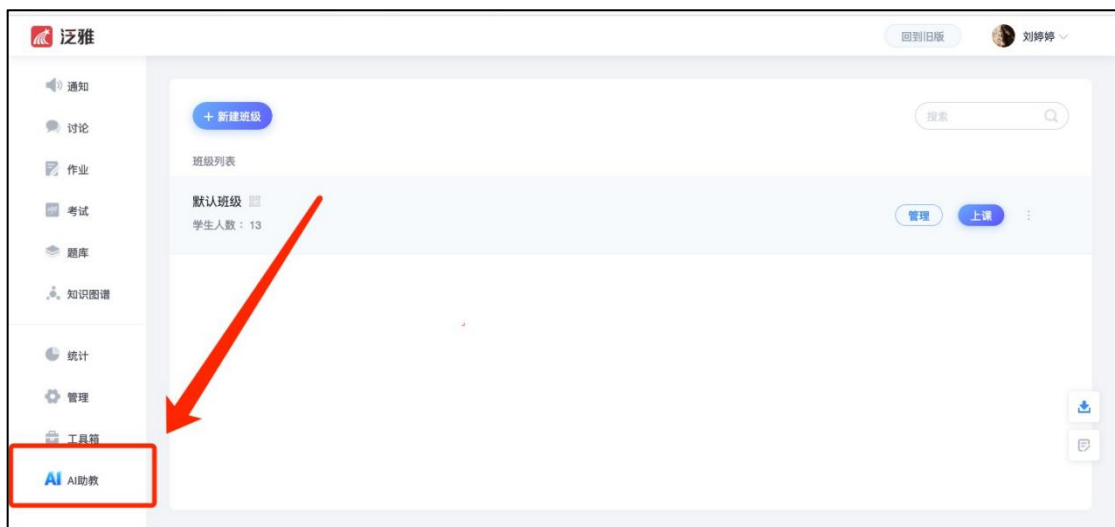 泛雅
回到旧版
刘婷婷
通知
讨论
作业
考试
题库
知识图谱
统计
管理
工具箱
AI AI助教
+ 新建班级
搜索
班级列表
默认班级
学生人数：13
管理
上课